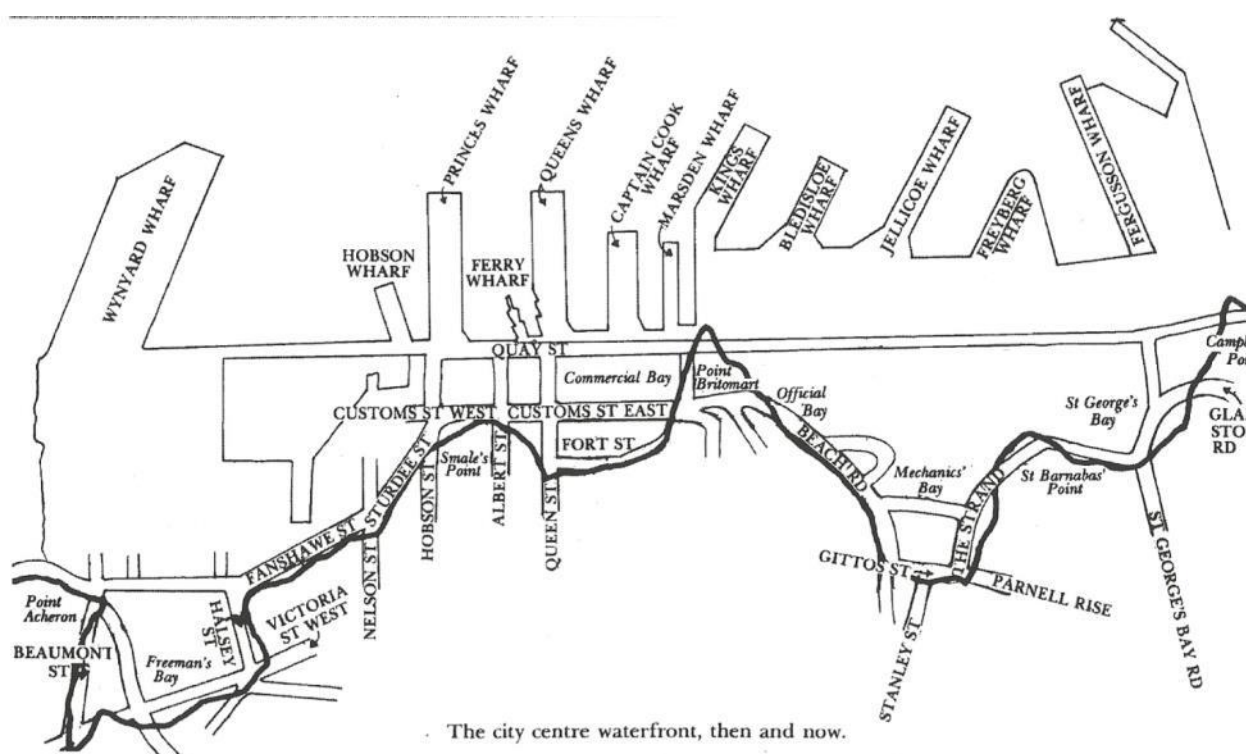 PRINCES WHARF
QUEENS WHARF
CAPTAIN COOK
WHARF
MARSDEN WHARF
KINGS
WHARF
BLEDISLOE
WHARF
JELLICOE WHARF
FREYBERG
WHARF
FERGUSSON WHARF
WYNYARD WHARF
HOBSON
WHARF
FERRY
WHARF
QUAY ST
Commercial Bay
Point
Britomart
Official
Bay
St George's
Bay
Campb
Poi
GLA
STO
RD
CUSTOMS ST WEST
CUSTOMS ST EAST
FORT ST
Smale's
Point
ALBERT ST
HOBSON ST
QUEEN ST
STURDEE ST
FANSHAWE ST
NELSON ST
BEACH RD
Mechanics'
Bay
THE STRAND
St Barnabas'
Point
GITTOS ST
PARNELL RISE
STANLEY ST
ST GEORGE'S BAY RD
Point
Acheron
BEAUMONT
ST
HALSEY
ST
VICTORIA
ST WEST
Freeman's
Bay
The city centre waterfront, then and now.